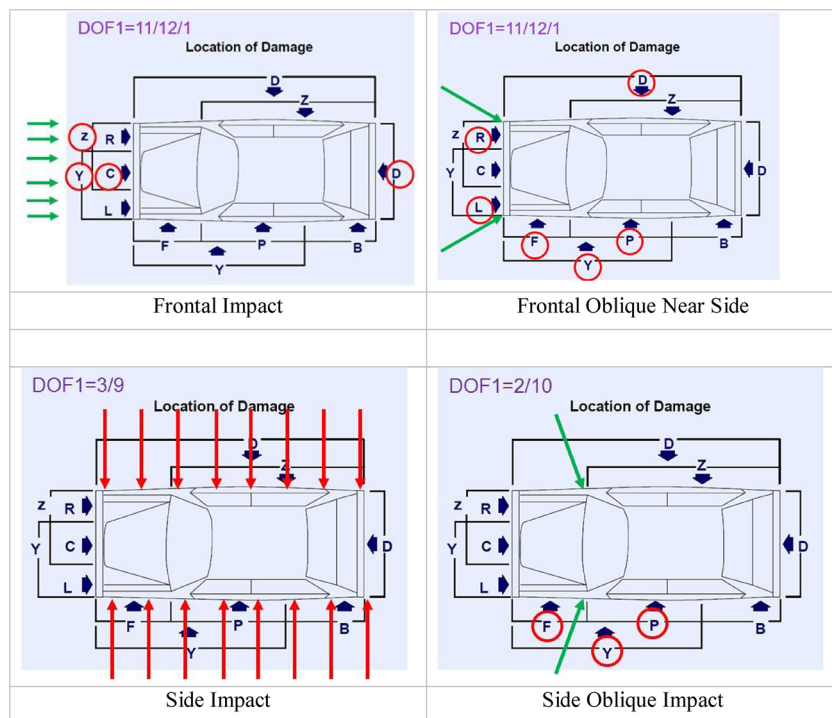 DOF1=11/12/1
Location of Damage
D
Z
z
R
Y
C
D
L
F
P
B
Y
Frontal Impact
DOF1=11/12/1
Location of Damage
D
Z
z
R
Y
C
D
L
F
P
B
Y
Frontal Oblique Near Side
DOF1=3/9
Location of Damage
D
Z
z
R
Y
C
D
L
F
P
B
Y
Side Impact
DOF1=2/10
Location of Damage
D
Z
z
R
Y
C
D
L
F
P
B
Y
Side Oblique Impact